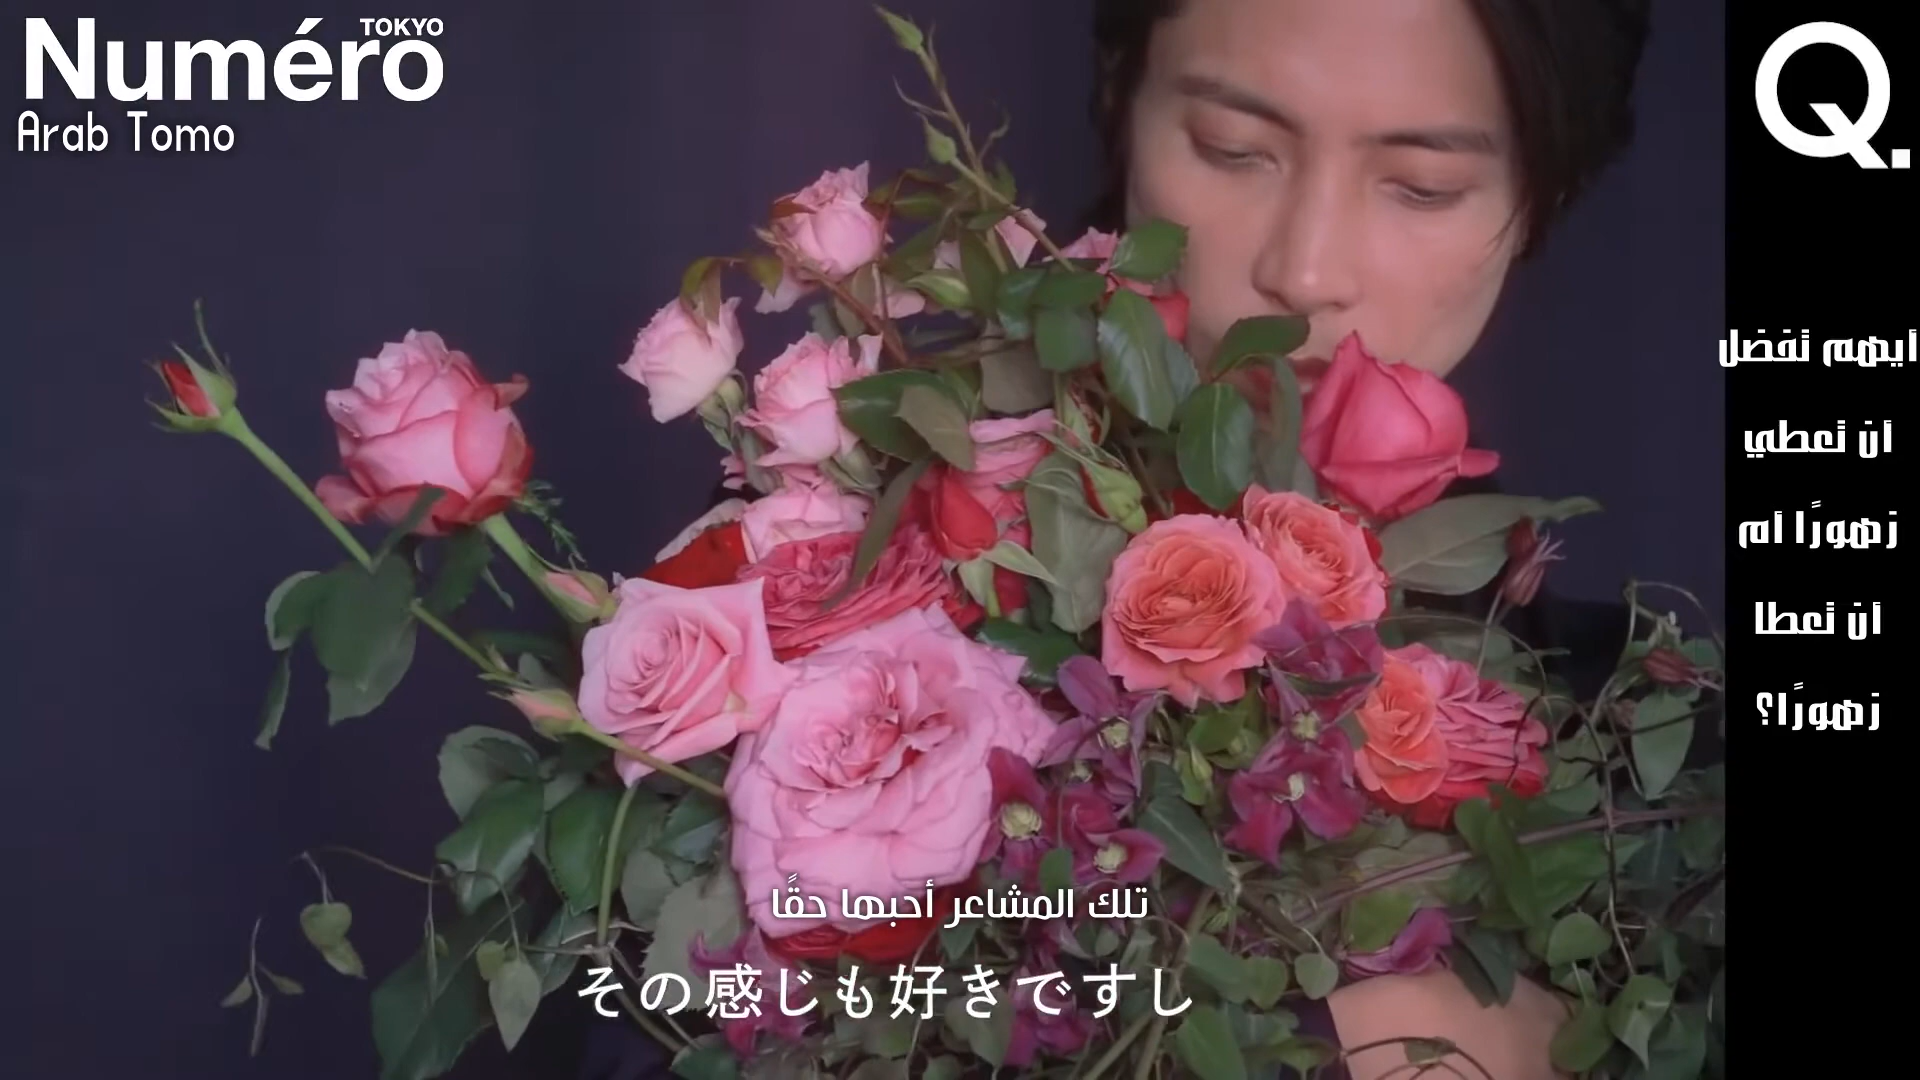 Numéro
TOKYO
Arab Tomo
Q.
أيهم تفضل
أن تعطي
زهورًا أم
أن تعطا
زهورًا؟
تلك المشاعر أحبها حقًا
その感じも好きですし